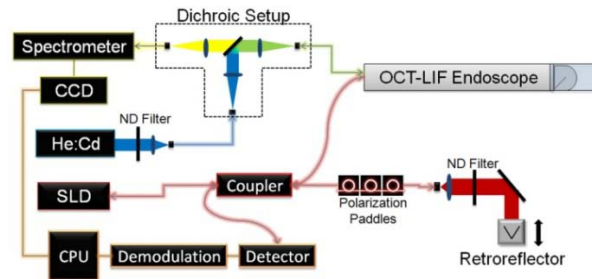 Dichroic Setup
Spectrometer
CCD
OCT-LIF Endoscope
ND Filter
He:Cd
ND Filter
SLD
Coupler
Polarization
Paddles
CPU
Demodulation
Detector
Retroreflector